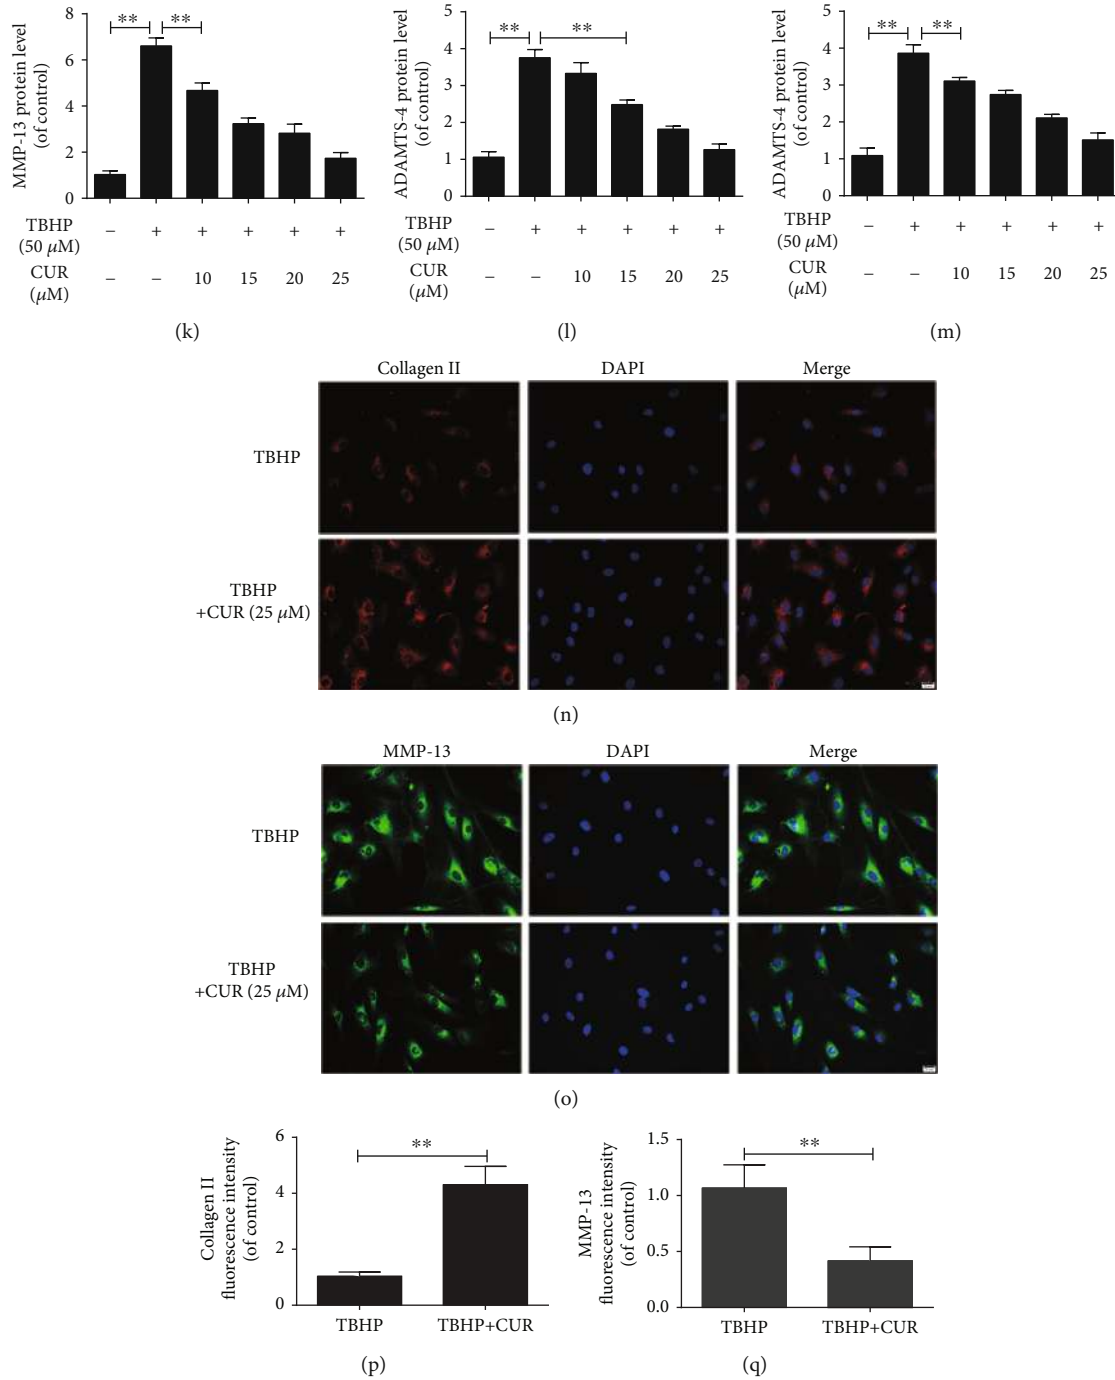 MMP-13 protein level
(of control)
8
6
4
2
0
** **
TBHP
(50 μM)
− + + + + +
CUR
(μM)
− − 10 15 20 25
(k)
ADAMTS-4 protein level
(of control)
5
4
3
2
1
0
** **
TBHP
(50 μM)
− + + + + +
CUR
(μM)
− − 10 15 20 25
(l)
ADAMTS-4 protein level
(of control)
5
4
3
2
1
0
** **
TBHP
(50 μM)
− + + + + +
CUR
(μM)
− − 10 15 20 25
(m)
Collagen II DAPI Merge
TBHP
TBHP
+CUR (25 μM)
(n)
MMP-13 DAPI Merge
TBHP
TBHP
+CUR (25 μM)
(o)
Collagen II
fluorescence intensity
(of control)
6
4
2
0
**
TBHP TBHP+CUR
(p)
MMP-13
fluorescence intensity
(of control)
1.5
1.0
0.5
0.0
**
TBHP TBHP+CUR
(q)